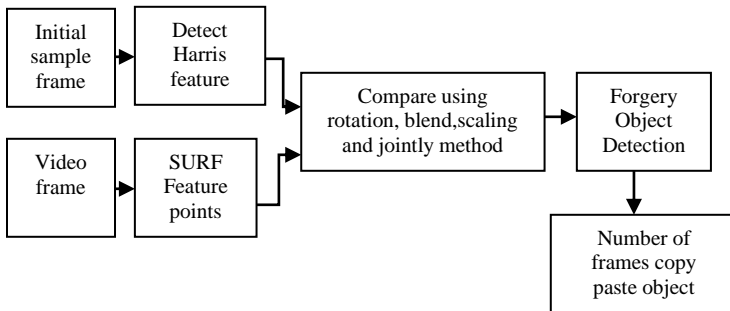 Initial
sample
frame
Detect
Harris
feature
Compare using
rotation, blend,scaling
and jointly method
Forgery
Object
Detection
Video
frame
SURF
Feature
points
Number of
frames copy
paste object